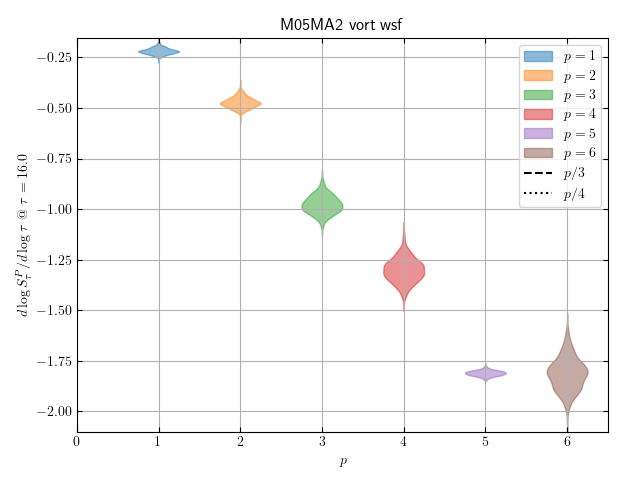 M05MA2 vort wsf
d log S_τ^P / d log τ @ τ = 16.0
−0.25
−0.50
−0.75
−1.00
−1.25
−1.50
−1.75
−2.00
p = 1
p = 2
p = 3
p = 4
p = 5
p = 6
p/3
p/4
0 1 2 3 4 5 6
p